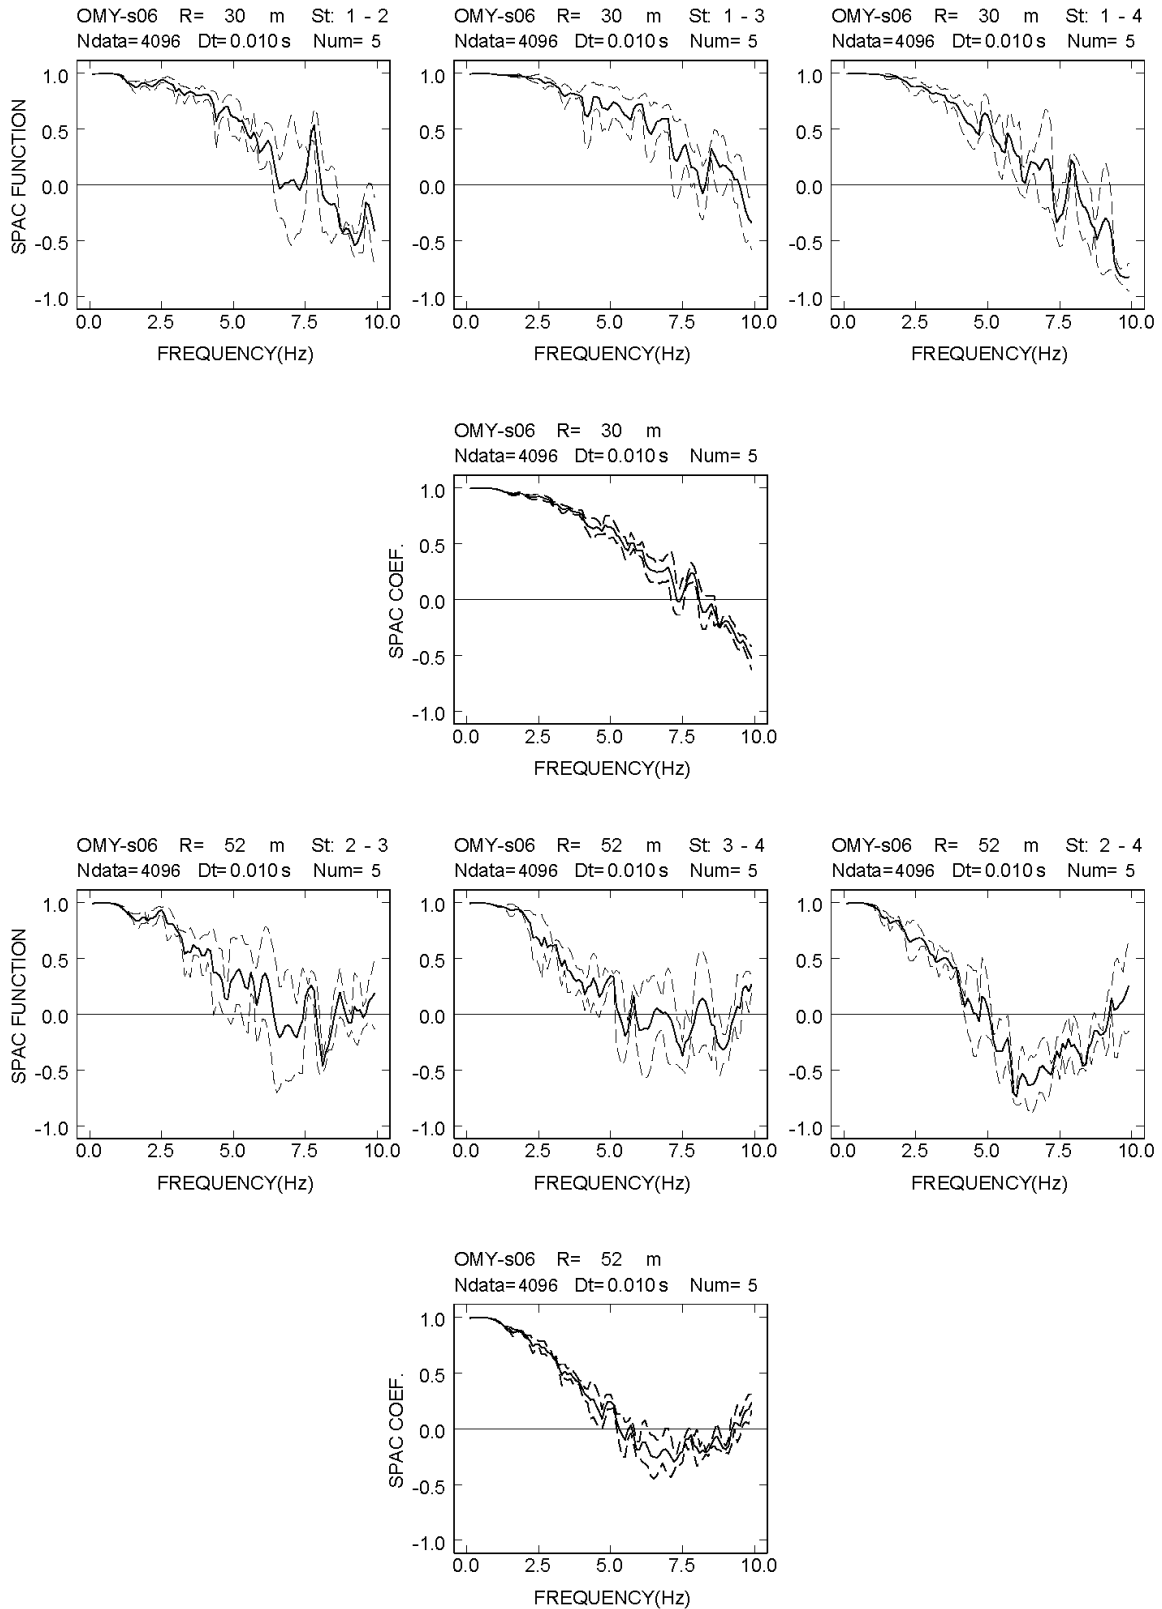 OMY-s06 R= 30 m St: 1 - 2
Ndata=4096 Dt=0.010 s Num= 5
1.0
0.5
0.0
-0.5
-1.0
SPAC FUNCTION
0.0 2.5 5.0 7.5 10.0
FREQUENCY(Hz)
OMY-s06 R= 30 m St: 1 - 3
Ndata=4096 Dt=0.010 s Num= 5
1.0
0.5
0.0
-0.5
-1.0
0.0 2.5 5.0 7.5 10.0
FREQUENCY(Hz)
OMY-s06 R= 30 m St: 1 - 4
Ndata=4096 Dt=0.010 s Num= 5
1.0
0.5
0.0
-0.5
-1.0
0.0 2.5 5.0 7.5 10.0
FREQUENCY(Hz)
OMY-s06 R= 30 m
Ndata=4096 Dt=0.010 s Num= 5
1.0
0.5
0.0
-0.5
-1.0
SPAC COEF.
0.0 2.5 5.0 7.5 10.0
FREQUENCY(Hz)
OMY-s06 R= 52 m St: 2 - 3
Ndata=4096 Dt=0.010 s Num= 5
1.0
0.5
0.0
-0.5
-1.0
SPAC FUNCTION
0.0 2.5 5.0 7.5 10.0
FREQUENCY(Hz)
OMY-s06 R= 52 m St: 3 - 4
Ndata=4096 Dt=0.010 s Num= 5
1.0
0.5
0.0
-0.5
-1.0
0.0 2.5 5.0 7.5 10.0
FREQUENCY(Hz)
OMY-s06 R= 52 m St: 2 - 4
Ndata=4096 Dt=0.010 s Num= 5
1.0
0.5
0.0
-0.5
-1.0
0.0 2.5 5.0 7.5 10.0
FREQUENCY(Hz)
OMY-s06 R= 52 m
Ndata=4096 Dt=0.010 s Num= 5
1.0
0.5
0.0
-0.5
-1.0
SPAC COEF.
0.0 2.5 5.0 7.5 10.0
FREQUENCY(Hz)